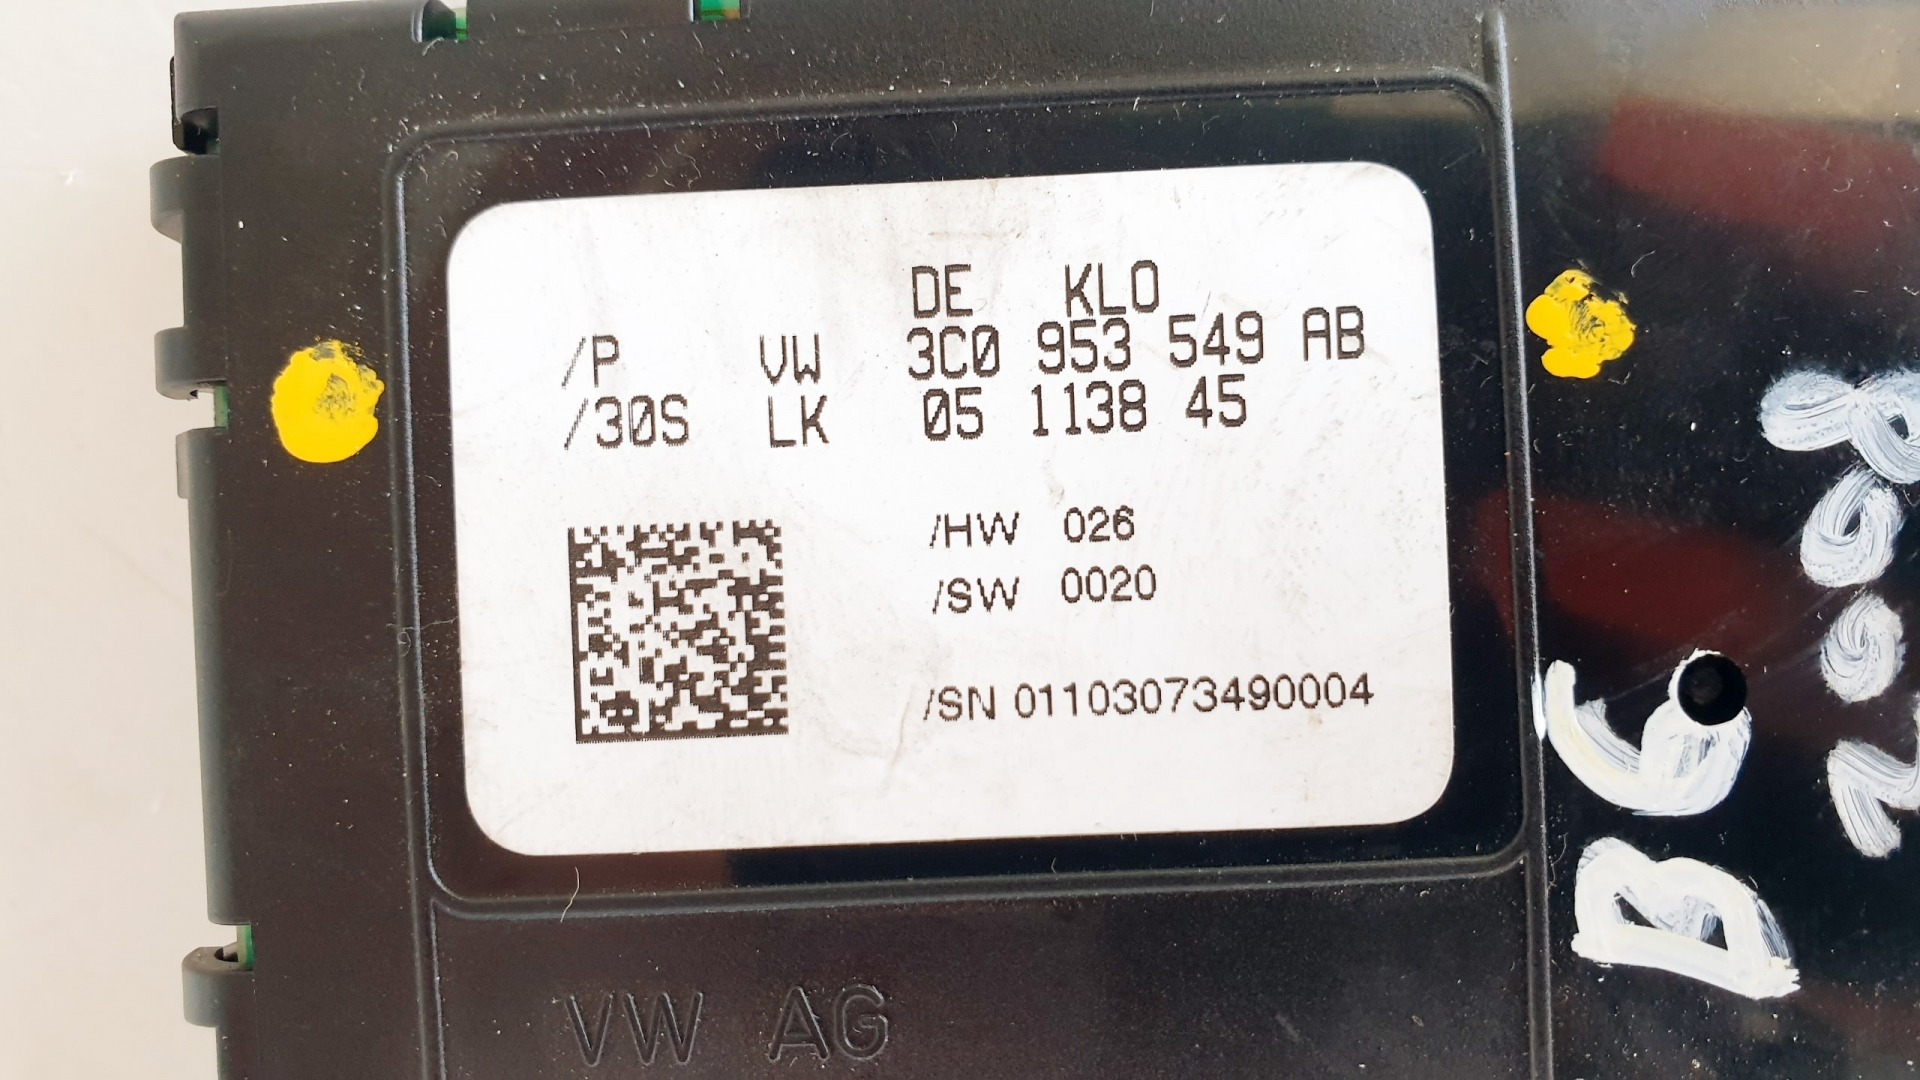 DE KLO
/P VW 3C0 953 549 AB
/30S LK 05 1138 45
/HW 026
/SW 0020
/SN 01103073490004
VW AG